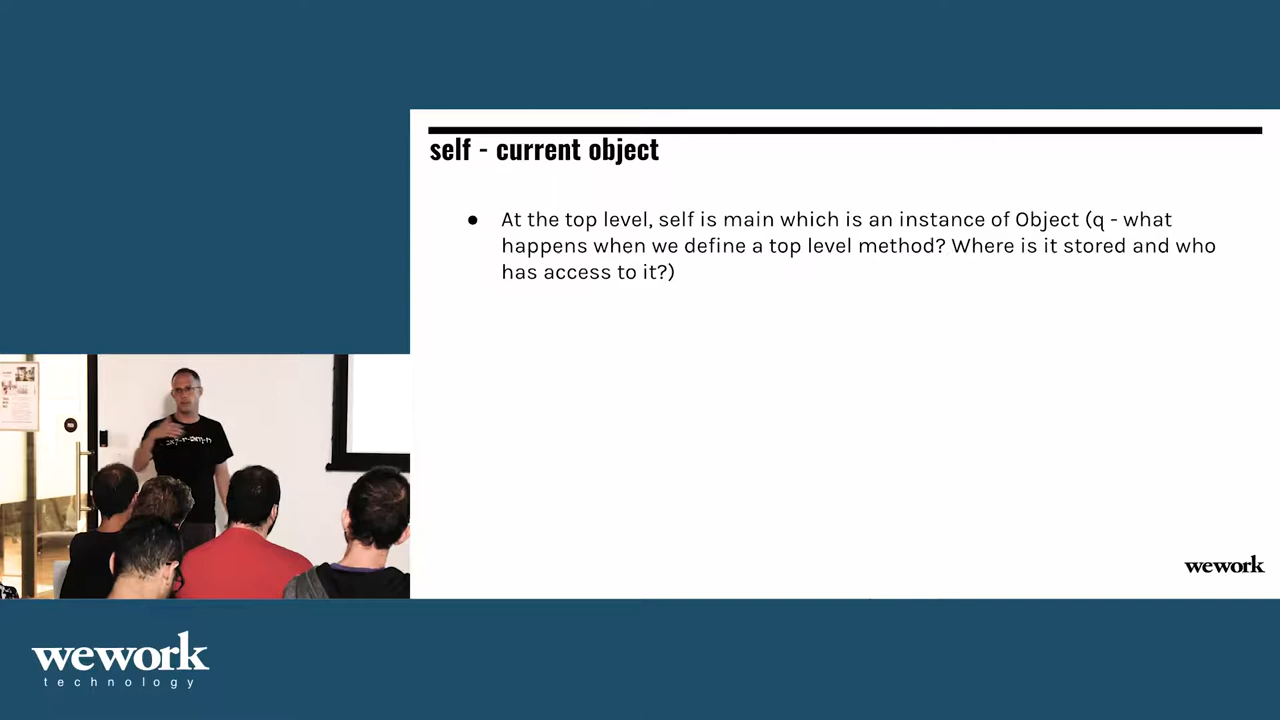 self - current object
● At the top level, self is main which is an instance of Object (q - what
happens when we define a top level method? Where is it stored and who
has access to it?)
wework
wework
technology